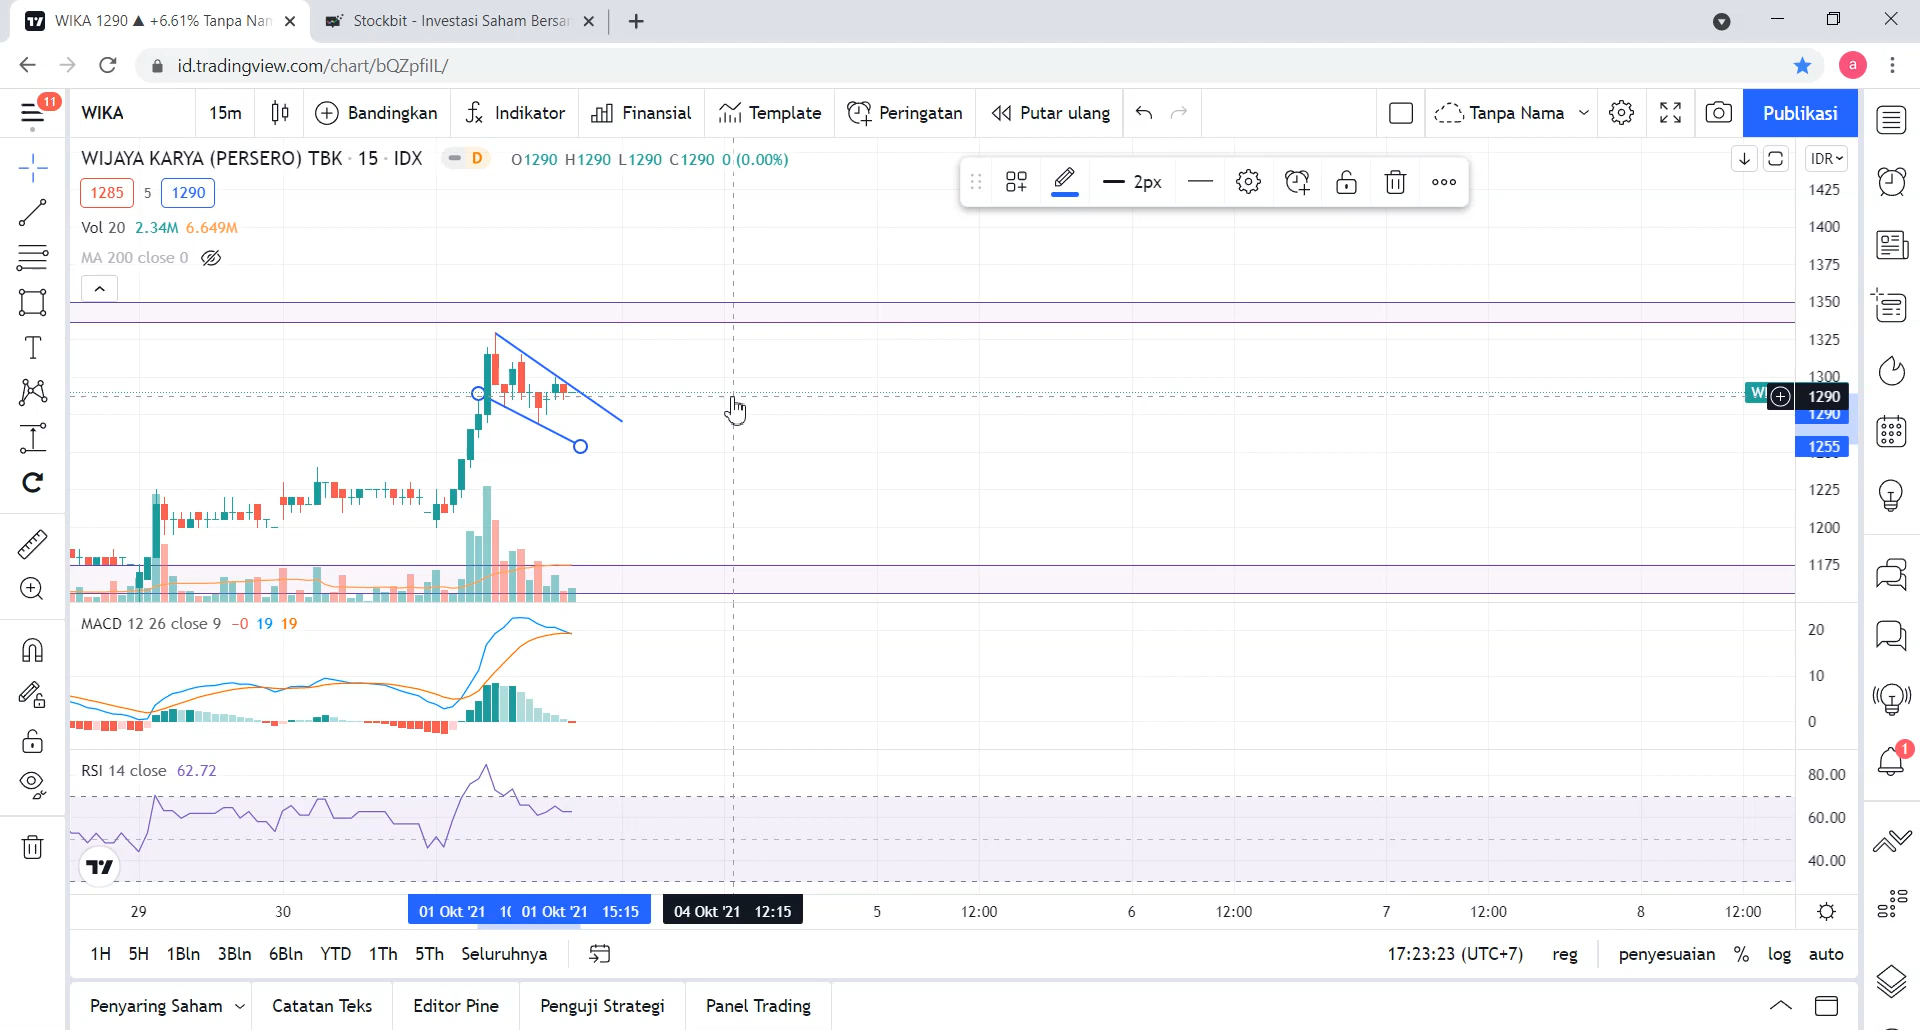 WIKA 1290 ▲ +6.61% Tanpa Nam
Stockbit - Investasi Saham Bersam
id.tradingview.com/chart/bQZpfiIL/
a
11
WIKA
15m
Bandingkan
Indikator
Finansial
Template
Peringatan
Putar ulang
Tanpa Nama
Publikasi
WIJAYA KARYA (PERSERO) TBK · 15 · IDX
D
O1290 H1290 L1290 C1290 0 (0.00%)
1285 5 1290
Vol 20 2.34M 6.649M
MA 200 close 0
2px
IDR
1425
1400
1375
1350
1325
1300
1290
1290
1255
1225
1200
1175
MACD 12 26 close 9 −0 19 19
20
10
0
1
RSI 14 close 62.72
80.00
60.00
40.00
29
30
01 Okt '21
01 Okt '21 15:15
04 Okt '21 12:15
5
12:00
6
12:00
7
12:00
8
12:00
1H 5H 1Bln 3Bln 6Bln YTD 1Th 5Th Seluruhnya
17:23:23 (UTC+7)
reg
penyesuaian
%
log
auto
Penyaring Saham
Catatan Teks
Editor Pine
Penguji Strategi
Panel Trading